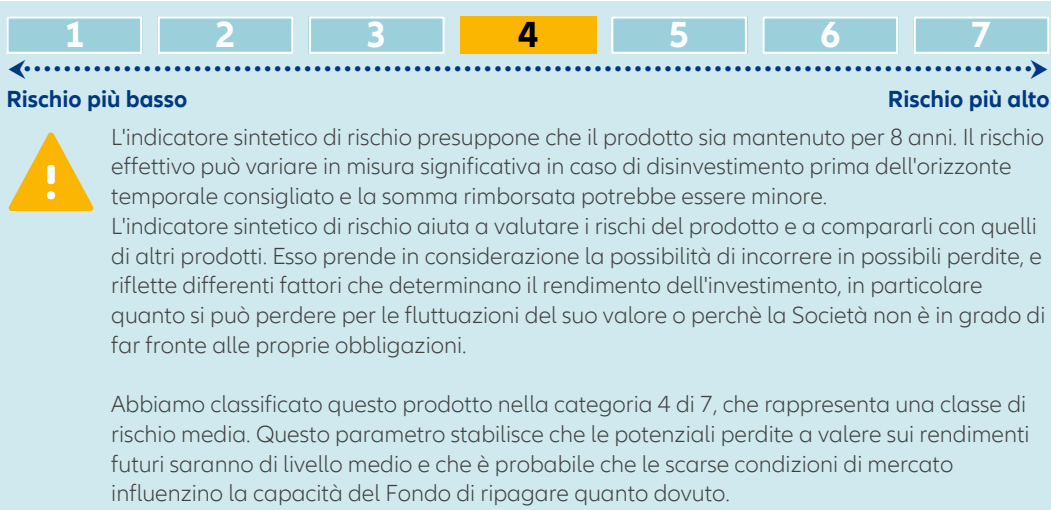 1 2 3 4 5 6 7
Rischio più basso Rischio più alto
!
L'indicatore sintetico di rischio presuppone che il prodotto sia mantenuto per 8 anni. Il rischio
effettivo può variare in misura significativa in caso di disinvestimento prima dell'orizzonte
temporale consigliato e la somma rimborsata potrebbe essere minore.
L'indicatore sintetico di rischio aiuta a valutare i rischi del prodotto e a compararli con quelli
di altri prodotti. Esso prende in considerazione la possibilità di incorrere in possibili perdite, e
riflette differenti fattori che determinano il rendimento dell'investimento, in particolare
quanto si può perdere per le fluttuazioni del suo valore o perchè la Società non è in grado di
far fronte alle proprie obbligazioni.
Abbiamo classificato questo prodotto nella categoria 4 di 7, che rappresenta una classe di
rischio media. Questo parametro stabilisce che le potenziali perdite a valere sui rendimenti
futuri saranno di livello medio e che è probabile che le scarse condizioni di mercato
influenzino la capacità del Fondo di ripagare quanto dovuto.